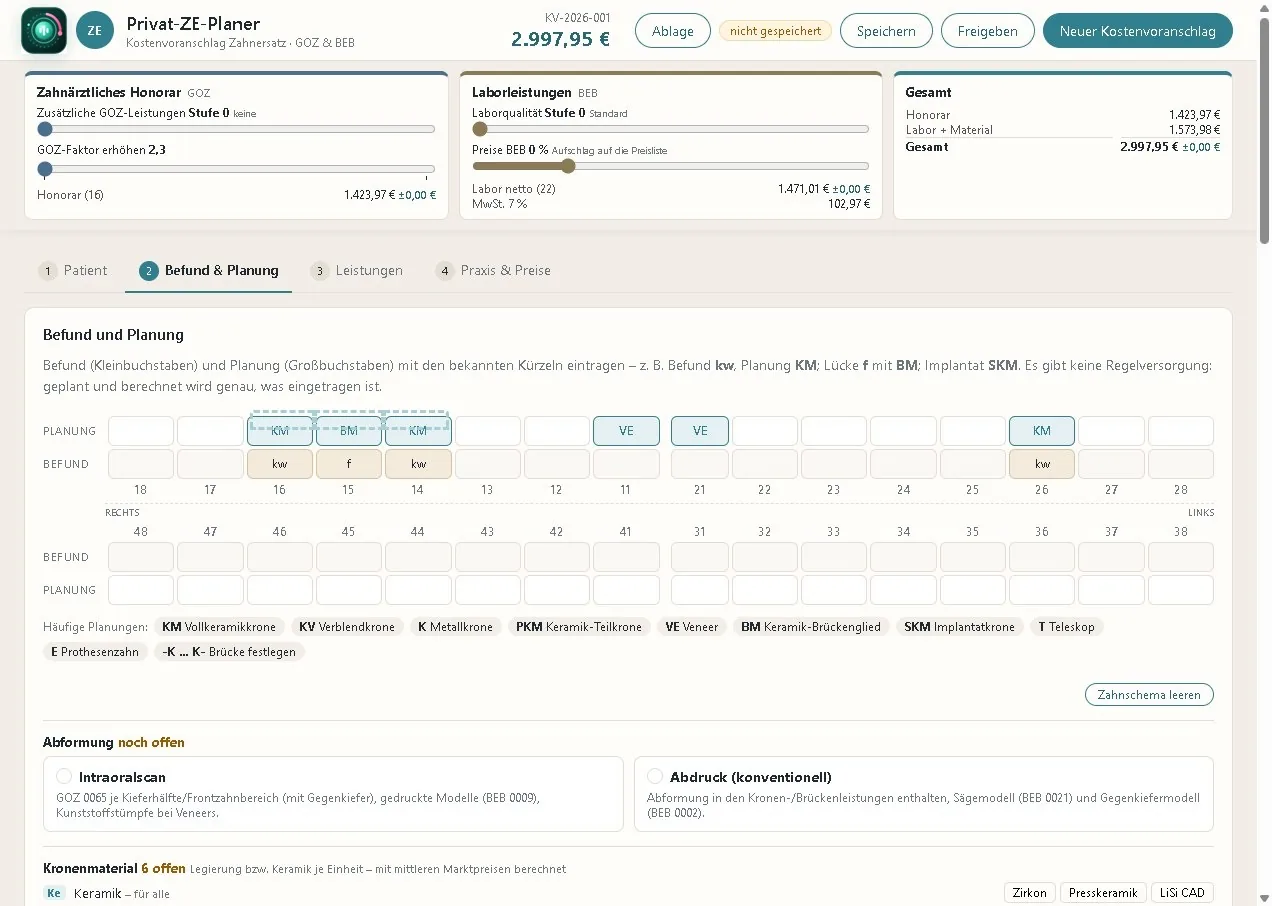 ZE
Privat-ZE-Planer
Kostenvoranschlag Zahnersatz · GOZ & BEB
KV-2026-001
2.997,95 €
Ablage
nicht gespeichert
Speichern
Freigeben
Neuer Kostenvoranschlag
Zahnärztliches Honorar GOZ
Zusätzliche GOZ-Leistungen Stufe 0 keine
GOZ-Faktor erhöhen 2,3
Honorar (16) 1.423,97 € ±0,00 €
Laborleistungen BEB
Laborqualität Stufe 0 Standard
Preise BEB 0 % Aufschlag auf die Preisliste
Labor netto (22) 1.471,01 € ±0,00 €
MwSt. 7 % 102,97 €
Gesamt
Honorar 1.423,97 €
Labor + Material 1.573,98 €
Gesamt 2.997,95 € ±0,00 €
1 Patient
2 Befund & Planung
3 Leistungen
4 Praxis & Preise
Befund und Planung
Befund (Kleinbuchstaben) und Planung (Großbuchstaben) mit den bekannten Kürzeln eintragen – z. B. Befund kw, Planung KM; Lücke f mit BM; Implantat SKM. Es gibt keine Regelversorgung:
geplant und berechnet wird genau, was eingetragen ist.
PLANUNG KM BM KM VE VE KM
BEFUND kw f kw kw
18 17 16 15 14 13 12 11 21 22 23 24 25 26 27 28
RECHTS LINKS
48 47 46 45 44 43 42 41 31 32 33 34 35 36 37 38
BEFUND
PLANUNG
Häufige Planungen: KM Vollkeramikkrone KV Verblendkrone K Metallkrone PKM Keramik-Teilkrone VE Veneer BM Keramik-Brückenglied SKM Implantatkrone T Teleskop
E Prothesenzahn -K ... K- Brücke festlegen
Zahnschema leeren
Abformung noch offen
Intraoralscan
GOZ 0065 je Kieferhälfte/Frontzahnbereich (mit Gegenkiefer), gedruckte Modelle (BEB 0009),
Kunststoffstümpfe bei Veneers.
Abdruck (konventionell)
Abformung in den Kronen-/Brückenleistungen enthalten, Sägemodell (BEB 0021) und Gegenkiefermodell
(BEB 0002).
Kronenmaterial 6 offen Legierung bzw. Keramik je Einheit – mit mittleren Marktpreisen berechnet
Ke Keramik – für alle Zirkon Presskeramik LiSi CAD